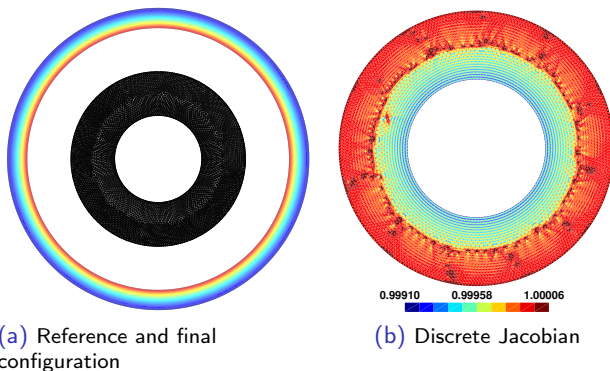 0.99910 0.99958 1.00006
(a) Reference and final
configuration
(b) Discrete Jacobian